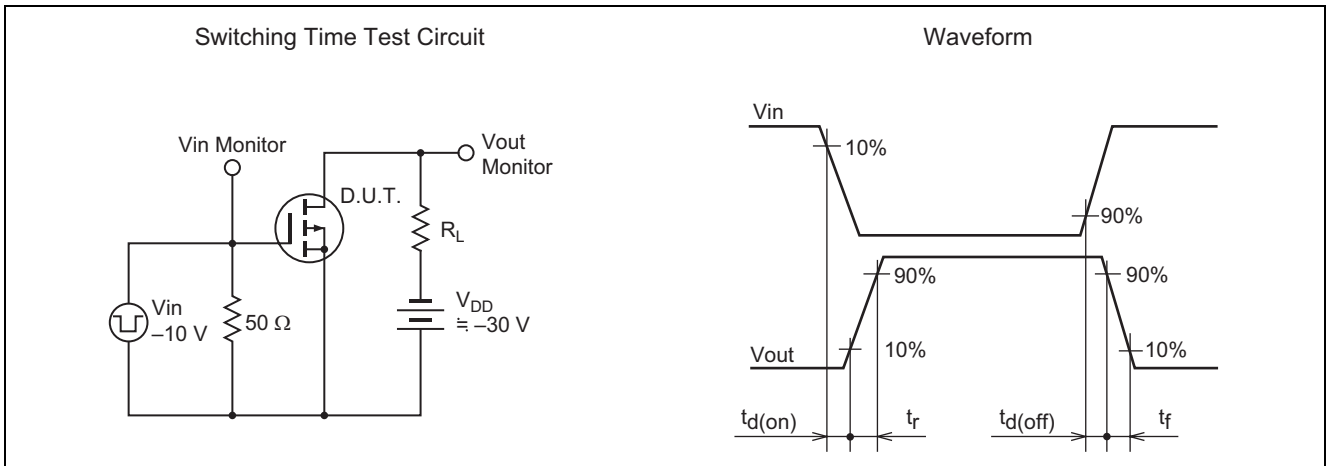 Switching Time Test Circuit
Vin Monitor
Vout
Monitor
D.U.T.
RL
Vin
–10 V
50 Ω
VDD
≒ –30 V
Waveform
Vin
10%
90%
90%
90%
10%
10%
Vout
td(on)
tr
td(off)
tf